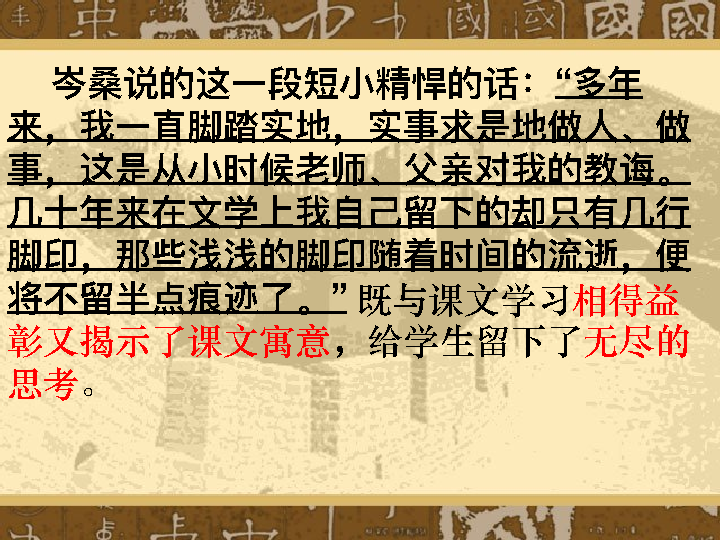 岑桑说的这一段短小精悍的话：“多年
来，我一直脚踏实地，实事求是地做人、做
事，这是从小时候老师、父亲对我的教诲。
几十年来在文学上我自己留下的却只有几行
脚印，那些浅浅的脚印随着时间的流逝，便
将不留半点痕迹了。”既与课文学习相得益
彰又揭示了课文寓意，给学生留下了无尽的
思考。